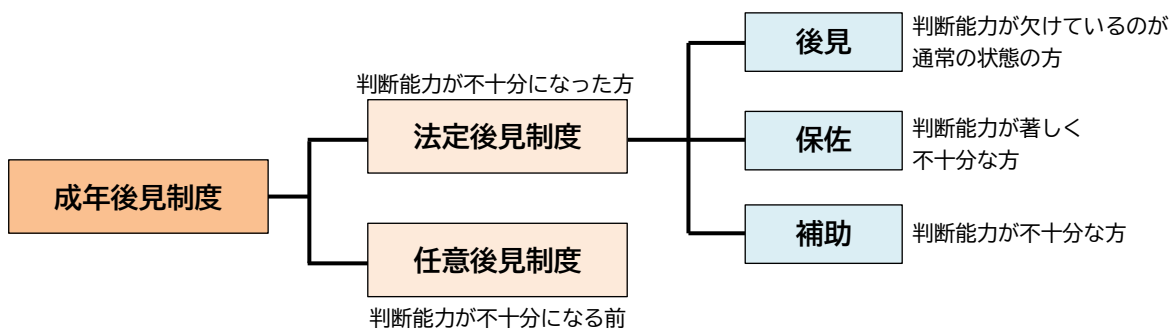 成年後見制度
判断能力が不十分になった方
法定後見制度
任意後見制度
判断能力が不十分になる前
後見
判断能力が欠けているのが
通常の状態の方
保佐
判断能力が著しく
不十分な方
補助
判断能力が不十分な方